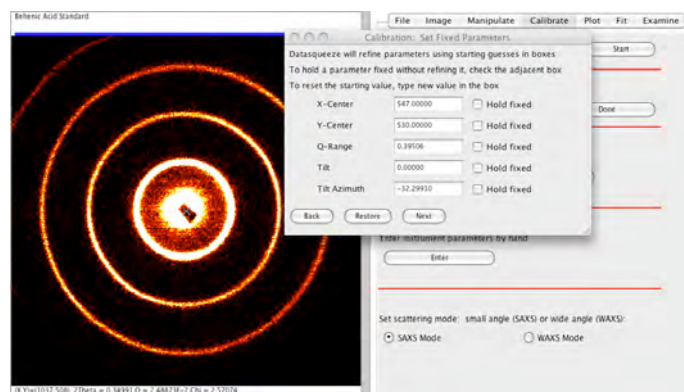 Behenic Acid Standard
File Image Manipulate Calibrate Plot Fit Examine
Calibration: Set Fixed Parameters
Start
Datasqueeze will refine parameters using starting guesses in boxes
To hold a parameter fixed without refining it, check the adjacent box
To reset the starting value, type new value in the box
X-Center 547.00000 Hold fixed
Done
Y-Center 530.00000 Hold fixed
Q-Range 0.39506 Hold fixed
Tilt 0.00000 Hold fixed
Tilt Azimuth -32.29910 Hold fixed
Back Restore Next
Enter instrument parameters by hand
Enter
Set scattering mode: small angle (SAXS) or wide angle (WAXS):
SAXS Mode WAXS Mode